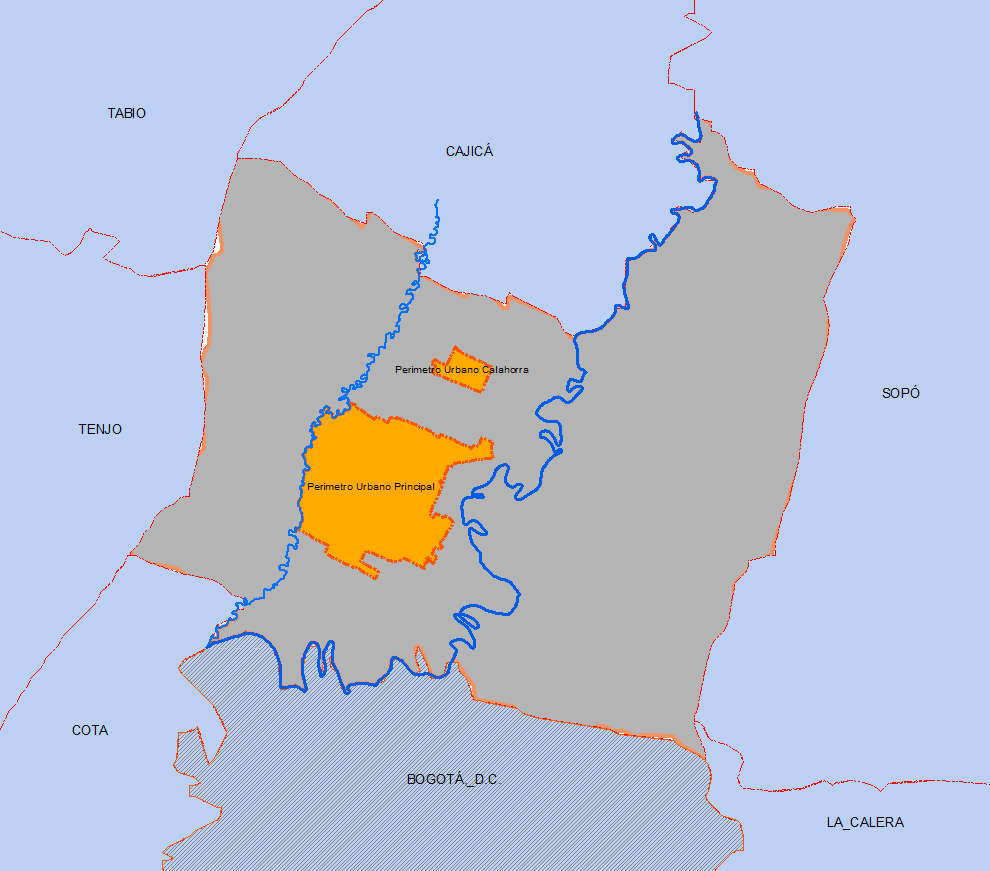 TABIO
CAJICÁ
Perimetro Urbano Calahorra
SOPÓ
TENJO
Perimetro Urbano Principal
COTA
BOGOTÁ_D.C.
LA_CALERA